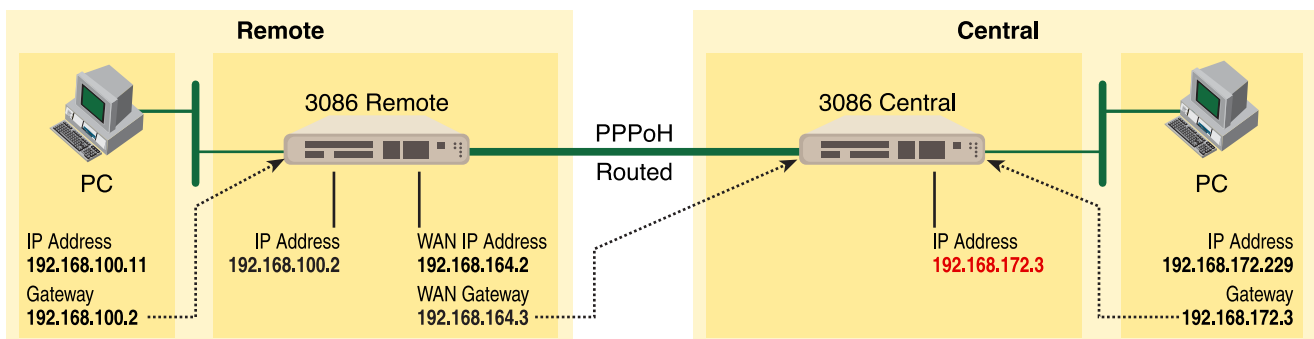 Remote
Central
3086 Remote
3086 Central
PPPoH
Routed
PC
PC
IP Address
192.168.100.11
Gateway
192.168.100.2
IP Address
192.168.100.2
WAN IP Address
192.168.164.2
WAN Gateway
192.168.164.3
IP Address
192.168.172.3
IP Address
192.168.172.229
Gateway
192.168.172.3